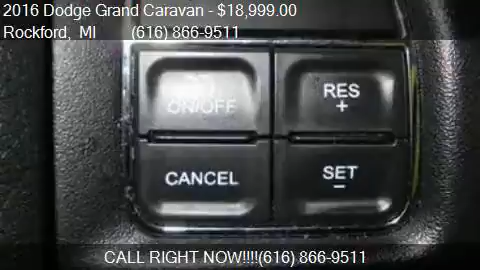 2016 Dodge Grand Caravan - $18,999.00
Rockford, MI (616) 866-9511
ON/OFF
RES
+
CANCEL
SET
-
CALL RIGHT NOW!!!!(616) 866-9511